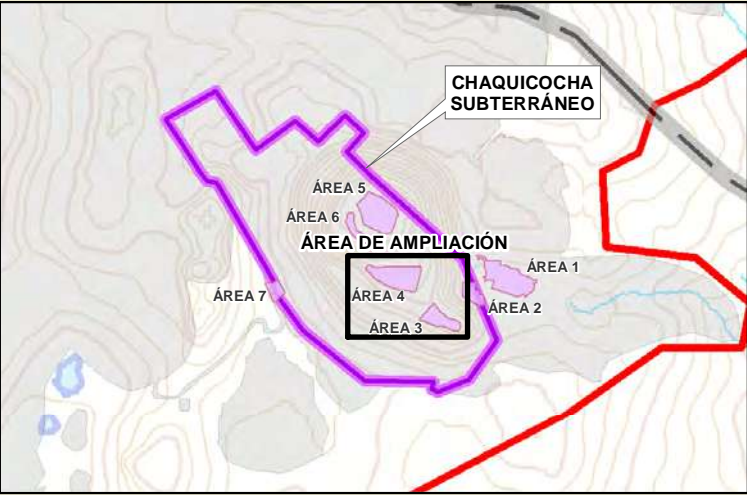 CHAQUICOCHA
SUBTERRÁNEO
ÁREA 5
ÁREA 6
ÁREA DE AMPLIACIÓN
ÁREA 1
ÁREA 7
ÁREA 4
ÁREA 2
ÁREA 3